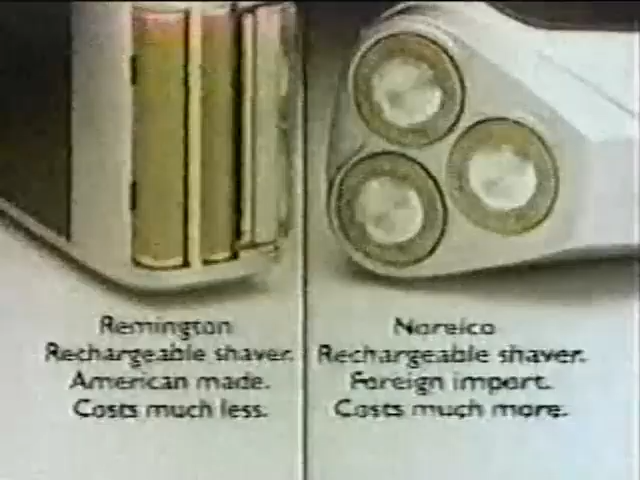 Remington
Rechargeable shaver.
American made.
Costs much less.
Norelco
Rechargeable shaver.
Foreign import.
Costs much more.